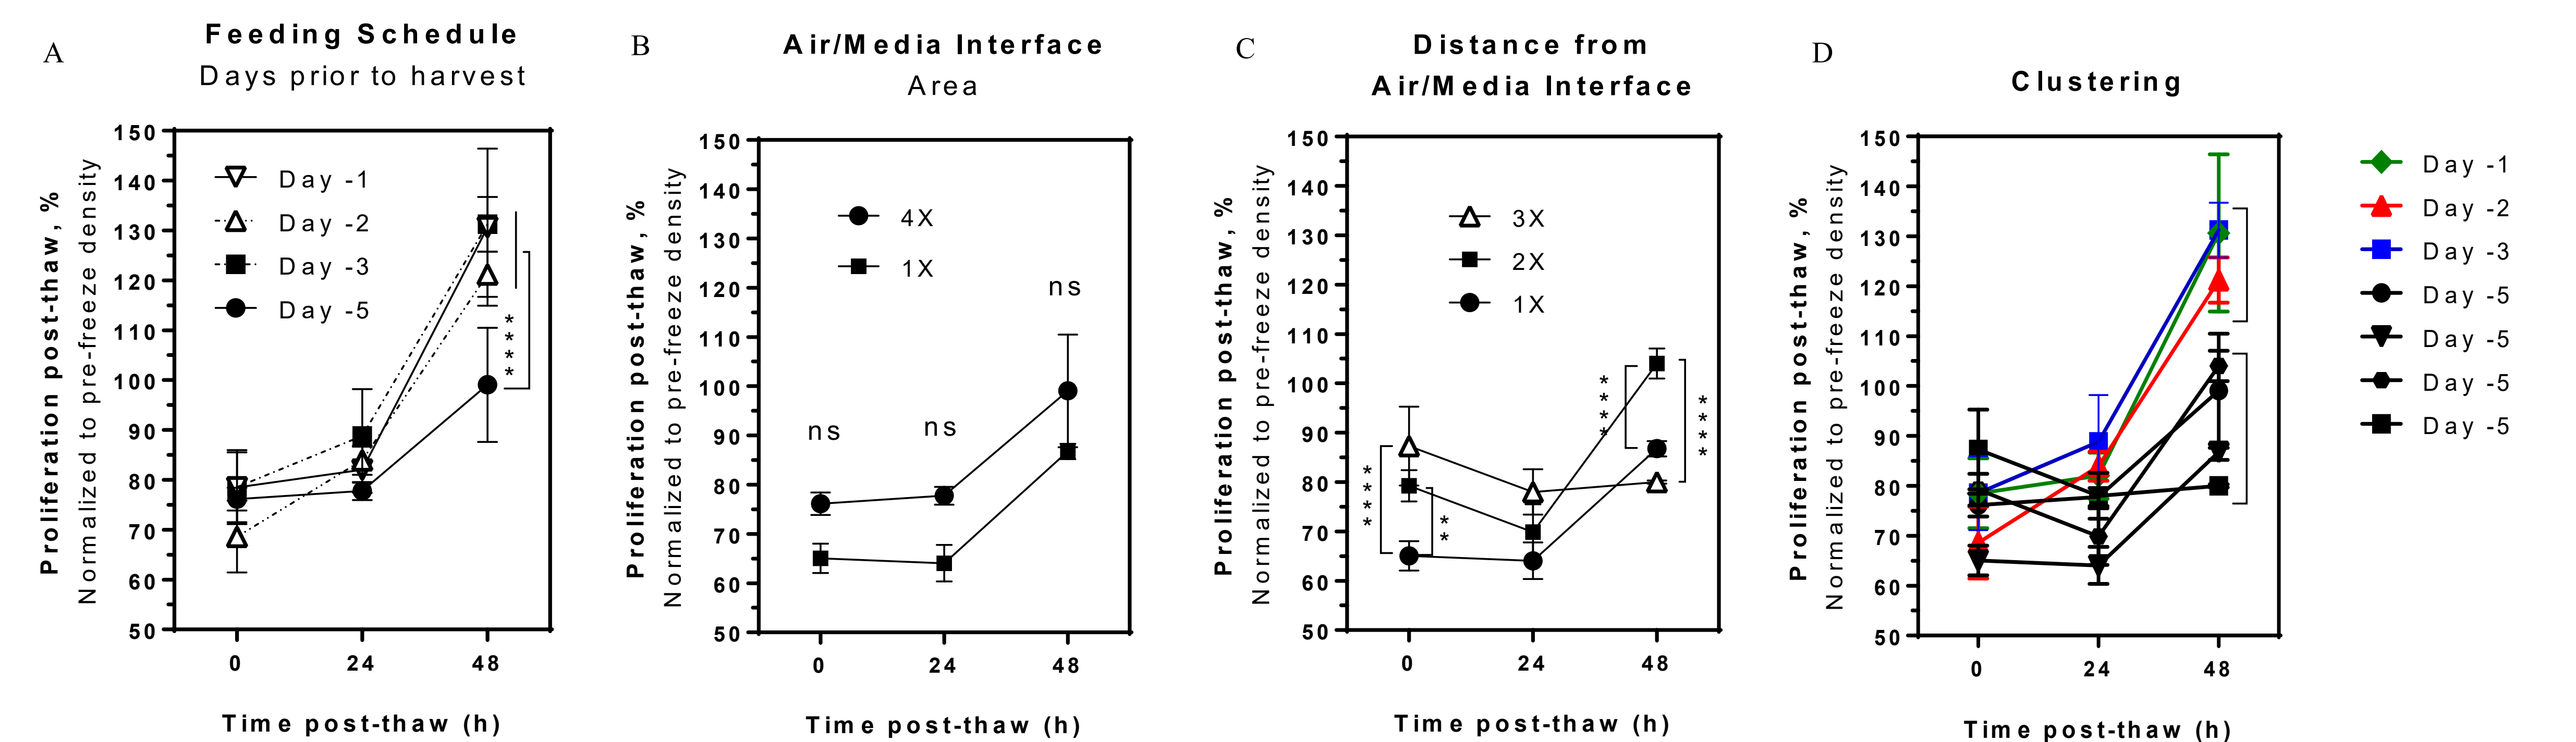 A
Feeding Schedule
Days prior to harvest
Proliferation post-thaw, %
Normalized to pre-freeze density
150
140
130
120
110
100
90
80
70
60
50
Day -1
Day -2
Day -3
Day -5
****
0 24 48
Time post-thaw (h)
B
Air/Media Interface
Area
Proliferation post-thaw, %
Normalized to pre-freeze density
150
140
130
120
110
100
90
80
70
60
50
4X
1X
ns ns ns
0 24 48
Time post-thaw (h)
C
Distance from
Air/Media Interface
Proliferation post-thaw, %
Normalized to pre-freeze density
150
140
130
120
110
100
90
80
70
60
50
3X
2X
1X
****
**
****
****
0 24 48
Time post-thaw (h)
D
Clustering
Proliferation post-thaw, %
Normalized to pre-freeze density
150
140
130
120
110
100
90
80
70
60
50
0 24 48
Time post-thaw (h)
Day -1
Day -2
Day -3
Day -5
Day -5
Day -5
Day -5